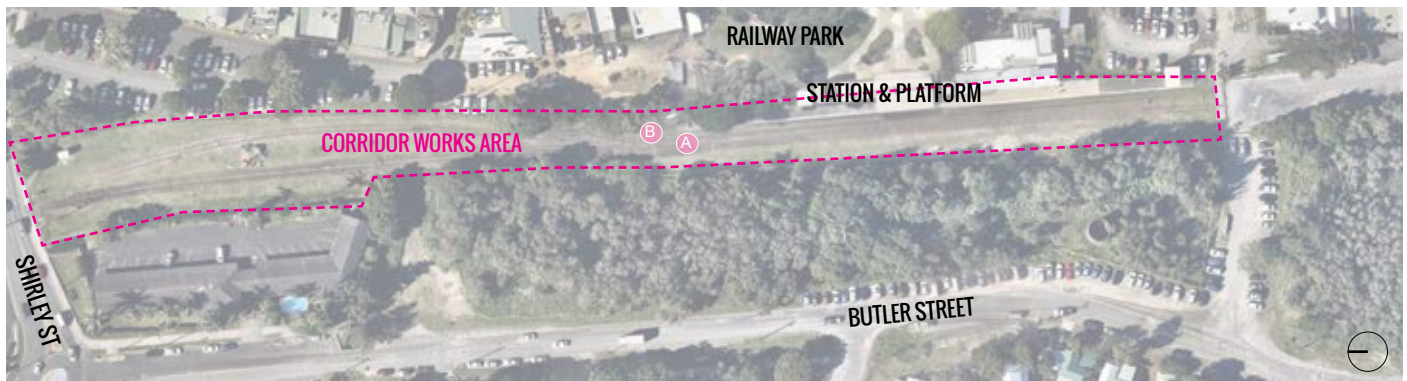 RAILWAY PARK
STATION & PLATFORM
CORRIDOR WORKS AREA
B
A
SHIRLEY ST
BUTLER STREET